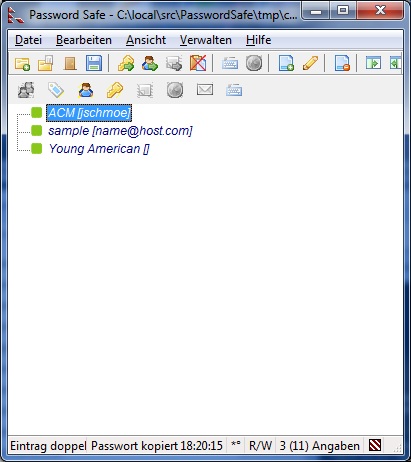 Password Safe - C:\local\src\PasswordSafe\tmp\c...
Datei Bearbeiten Ansicht Verwalten Hilfe
ACM [jschmoe]
sample [name@host.com]
Young American []
Eintrag doppel Passwort kopiert 18:20:15 *° R/W 3 (11) Angaben